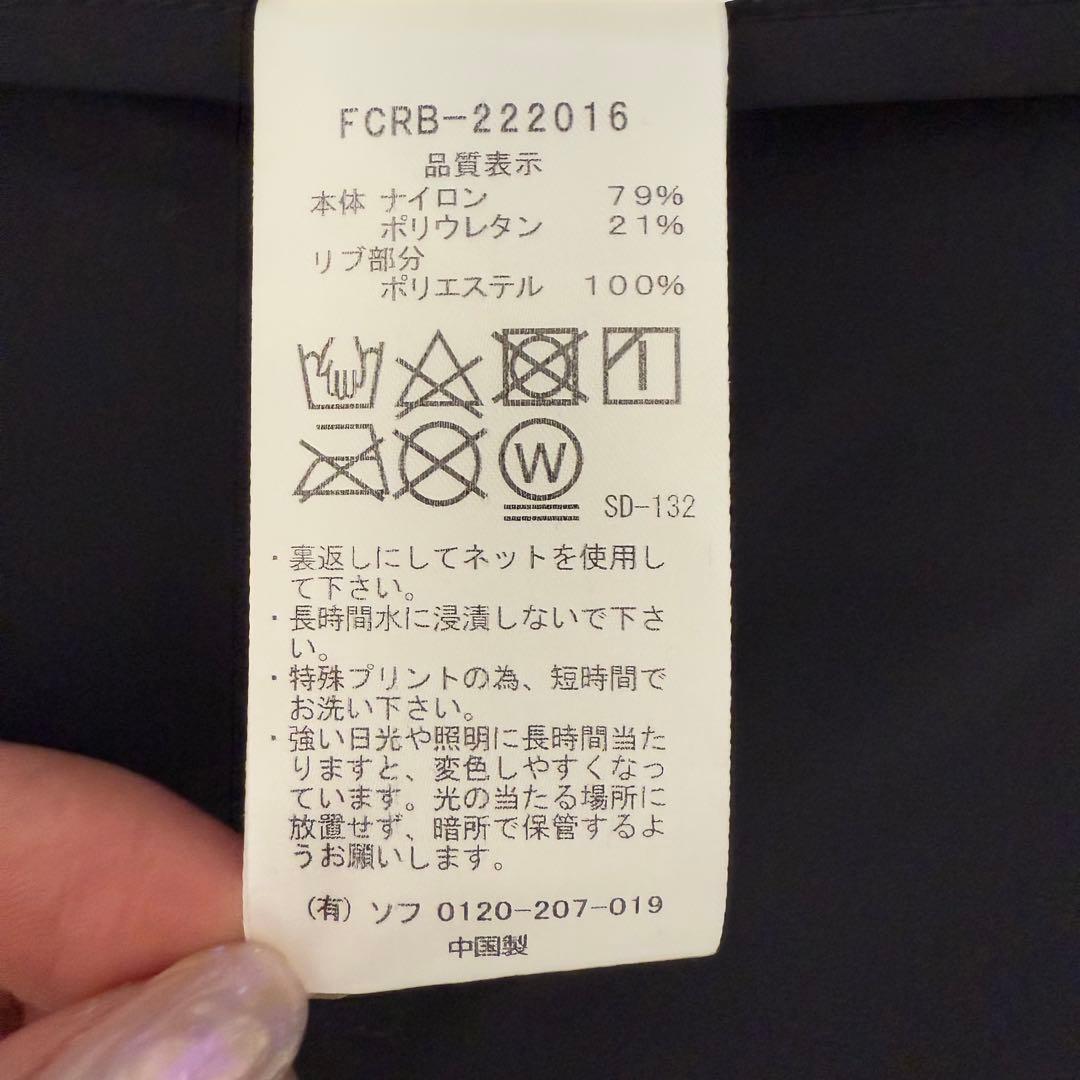 FCRB-222016
品質表示
本体 ナイロン 79%
ポリウレタン 21%
リブ部分
ポリエステル 100%
W
SD-132
・裏返しにしてネットを使用し
て下さい。
・長時間水に浸漬しないで下さ
い。
・特殊プリントの為、短時間で
お洗い下さい。
・強い日光や照明に長時間当た
りますと、変色しやすくなっ
ています。光の当たる場所に
放置せず、暗所で保管するよ
うお願いします。
(有) ソフ 0120-207-019
中国製